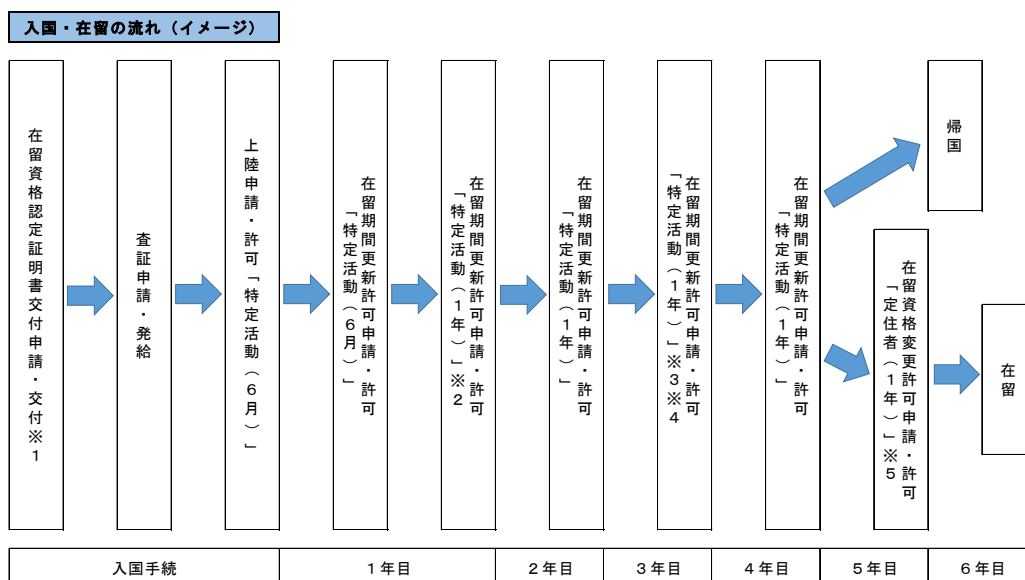 入国・在留の流れ（イメージ）
在留資格認定証明書交付申請・交付※１
査証申請・発給
上陸申請・許可「特定活動（６月）」
在留期間更新許可申請・許可
「特定活動（６月）」
在留期間更新許可申請・許可
「特定活動（１年）」※２
在留期間更新許可申請・許可
「特定活動（１年）」
在留期間更新許可申請・許可
「特定活動（１年）」※３※４
在留期間更新許可申請・許可
「特定活動（１年）」
帰国
在留資格変更許可申請・許可
「定住者（１年）」※５
在留
入国手続
１年目
２年目
３年目
４年目
５年目
６年目